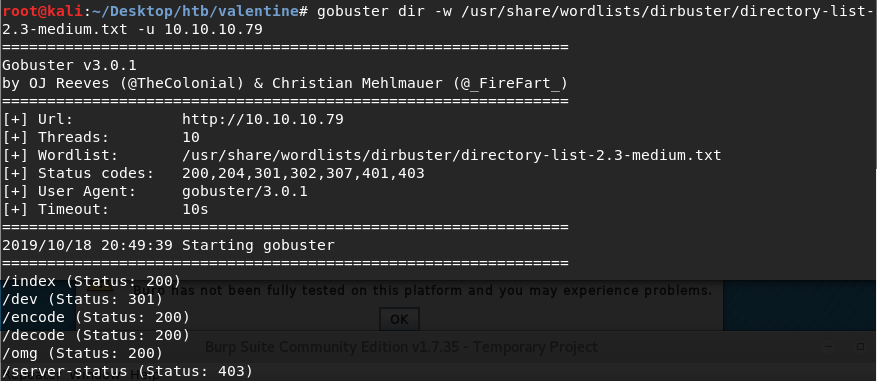 root@kali:~/Desktop/htb/valentine# gobuster dir -w /usr/share/wordlists/dirbuster/directory-list-
2.3-medium.txt -u 10.10.10.79
===============================================================
Gobuster v3.0.1
by OJ Reeves (@TheColonial) & Christian Mehlmauer (@_FireFart_)
===============================================================
[+] Url:            http://10.10.10.79
[+] Threads:        10
[+] Wordlist:       /usr/share/wordlists/dirbuster/directory-list-2.3-medium.txt
[+] Status codes:   200,204,301,302,307,401,403
[+] User Agent:     gobuster/3.0.1
[+] Timeout:        10s
===============================================================
2019/10/18 20:49:39 Starting gobuster
===============================================================
/index (Status: 200)
Burp has not been fully tested on this platform and you may experience problems.
/dev (Status: 301)
/encode (Status: 200)
OK
/decode (Status: 200)
/omg (Status: 200)
Burp Suite Community Edition v1.7.35 - Temporary Project
/server-status (Status: 403)
Repeater Window Help